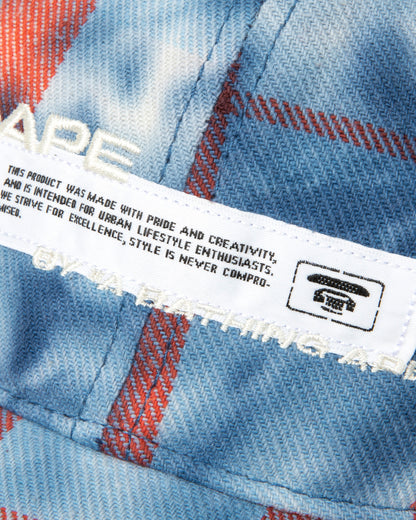 APE
THIS PRODUCT WAS MADE WITH PRIDE AND CREATIVITY,
AND IS INTENDED FOR URBAN LIFESTYLE ENTHUSIASTS.
WE STRIVE FOR EXCELLENCE, STYLE IS NEVER COMPRO-
MISED.
BY *A BATHING APE